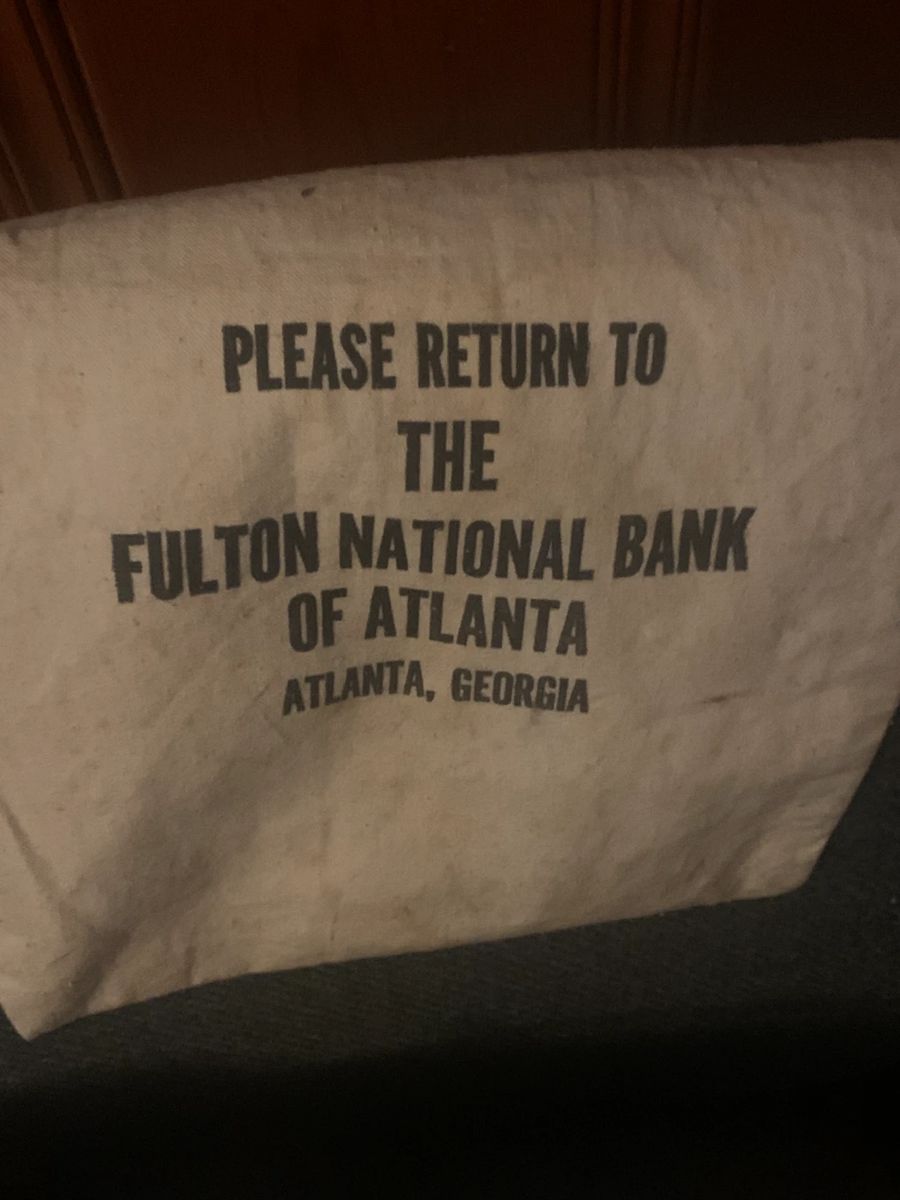 PLEASE RETURN TO
THE
FULTON NATIONAL BANK
OF ATLANTA
ATLANTA, GEORGIA